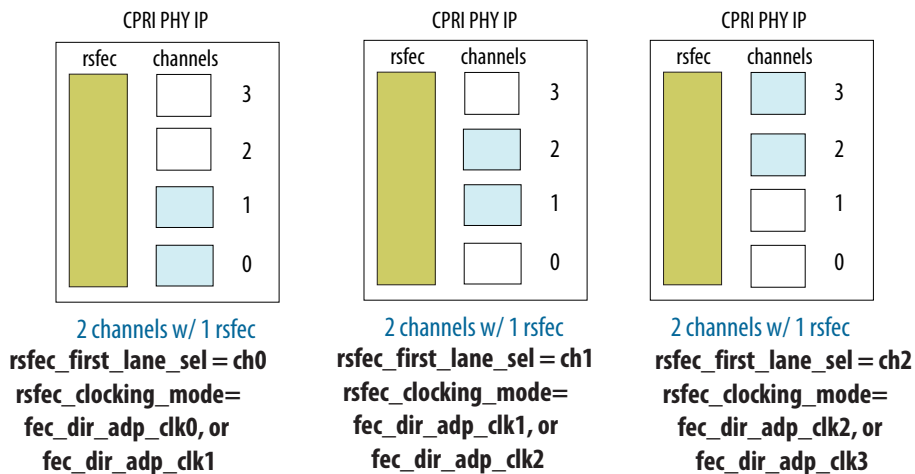 CPRI PHY IP
rsfec channels
3
2
1
0
2 channels w/ 1 rsfec
rsfec_first_lane_sel = ch0
rsfec_clocking_mode=
fec_dir_adp_clk0, or
fec_dir_adp_clk1
CPRI PHY IP
rsfec channels
3
2
1
0
2 channels w/ 1 rsfec
rsfec_first_lane_sel = ch1
rsfec_clocking_mode=
fec_dir_adp_clk1, or
fec_dir_adp_clk2
CPRI PHY IP
rsfec channels
3
2
1
0
2 channels w/ 1 rsfec
rsfec_first_lane_sel = ch2
rsfec_clocking_mode=
fec_dir_adp_clk2, or
fec_dir_adp_clk3